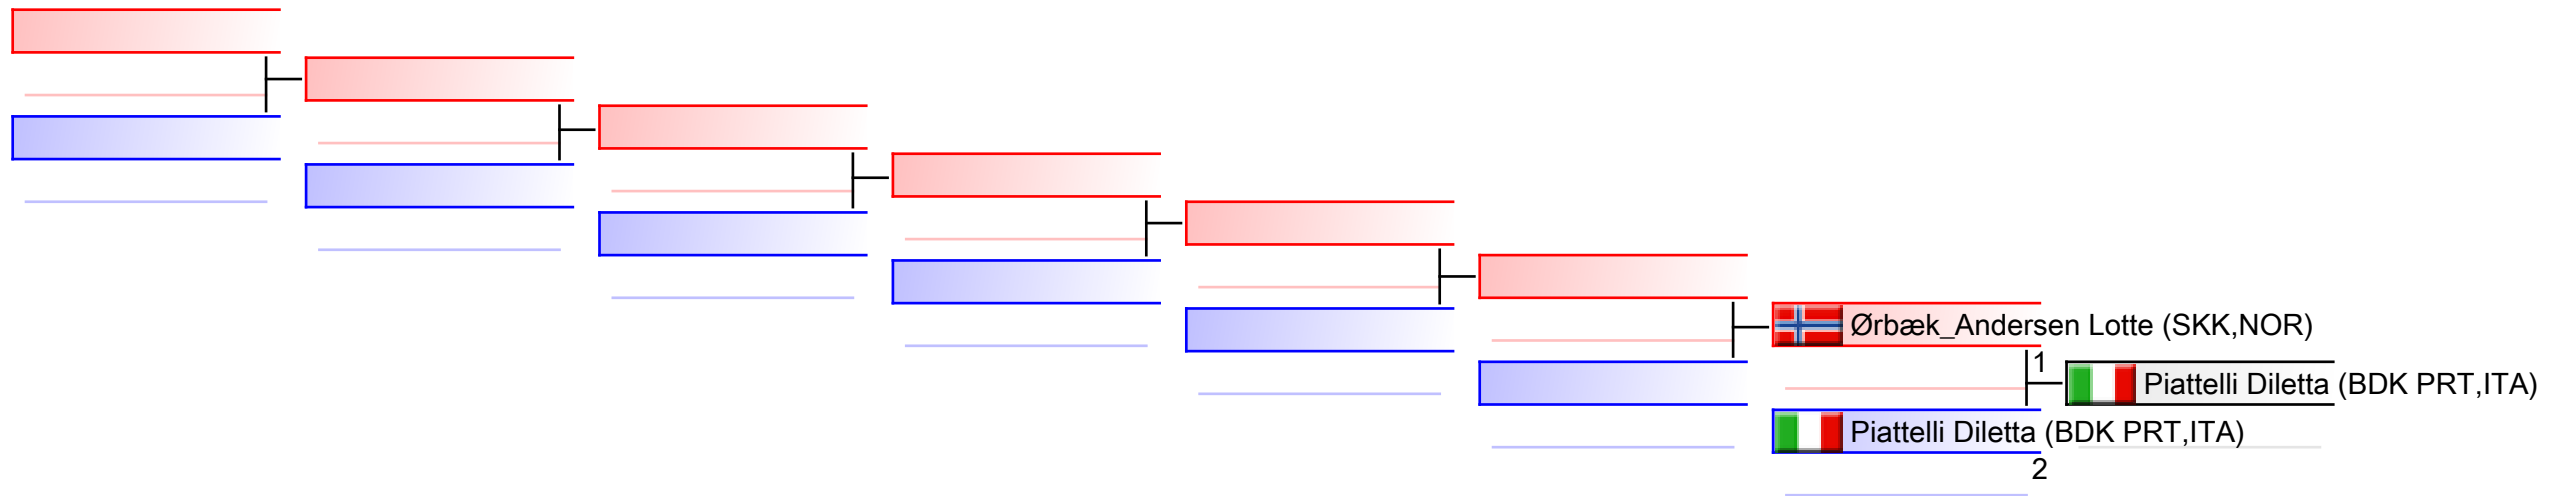 Ørbæk_Andersen Lotte (SKK,NOR)
1
Piattelli Diletta (BDK PRT,ITA)
Piattelli Diletta (BDK PRT,ITA)
2